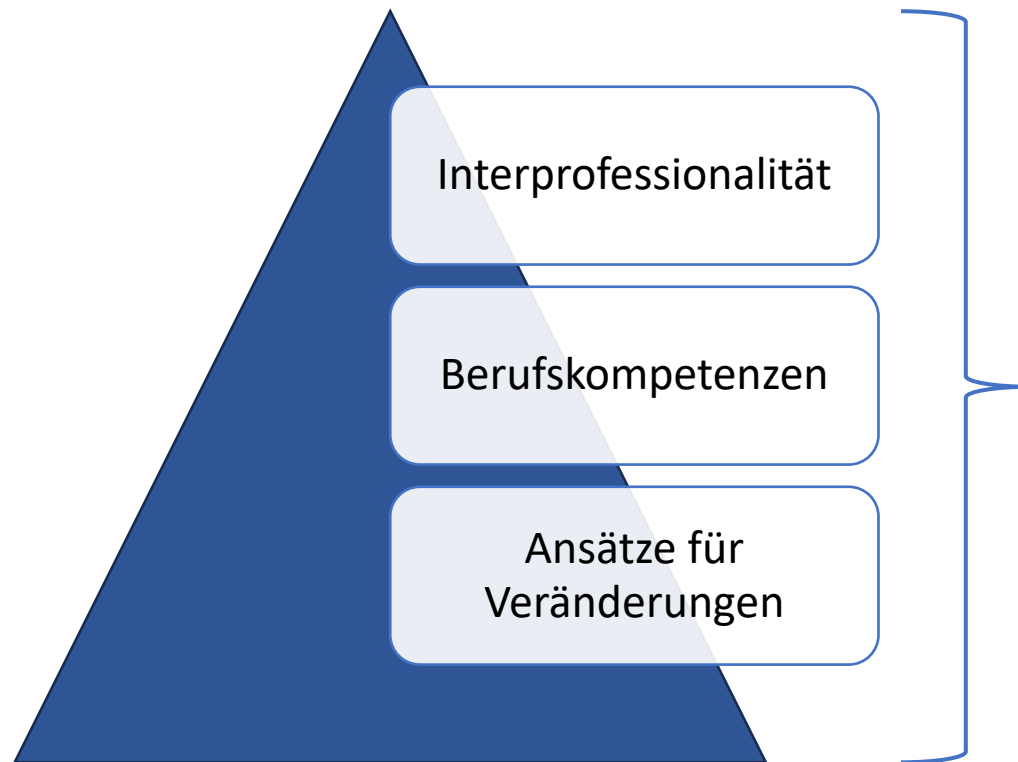 Interprofessionalität
Berufskompetenzen
Ansätze für
Veränderungen